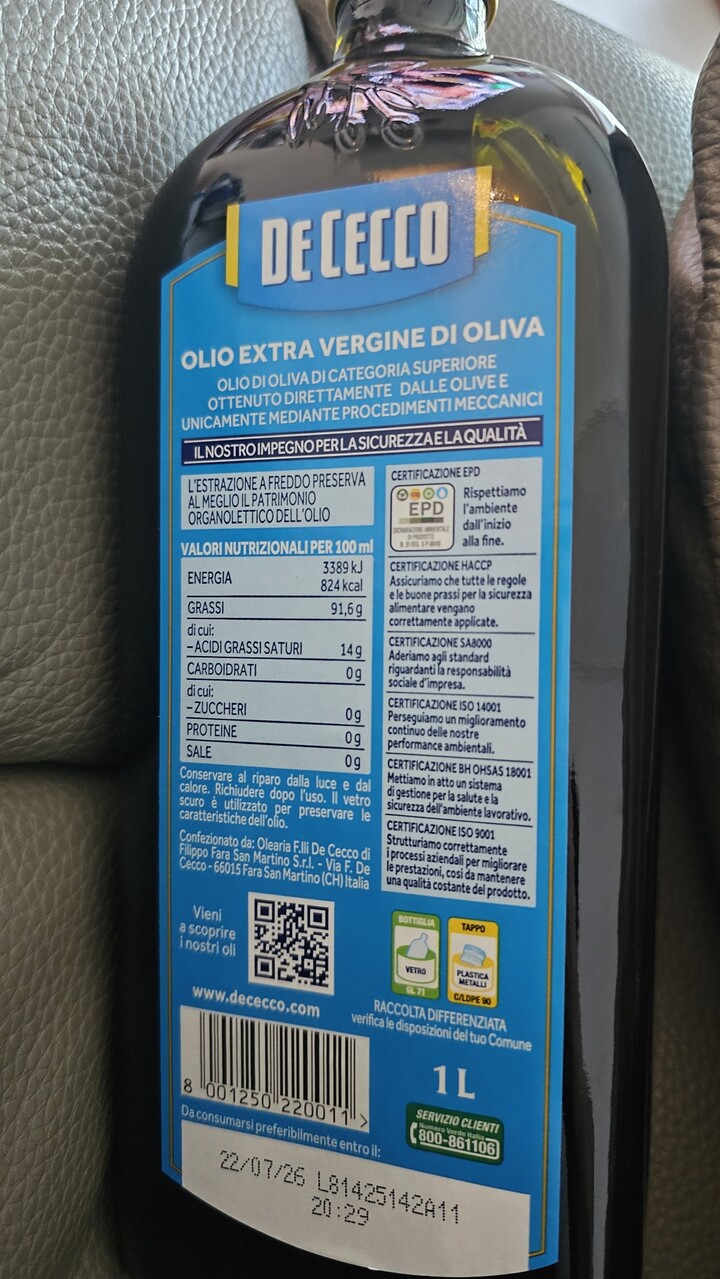 DE CECCO
OLIO EXTRA VERGINE DI OLIVA
OLIO DI OLIVA DI CATEGORIA SUPERIORE
OTTENUTO DIRETTAMENTE DALLE OLIVE E
UNICAMENTE MEDIANTE PROCEDIMENTI MECCANICI
IL NOSTRO IMPEGNO PER LA SICUREZZA E LA QUALITÀ
L'ESTRAZIONE A FREDDO PRESERVA
AL MEGLIO IL PATRIMONIO
ORGANOLETTICO DELL'OLIO
VALORI NUTRIZIONALI PER 100 ml
ENERGIA 3389 kJ
824 kcal
GRASSI 91,6 g
di cui:
– ACIDI GRASSI SATURI 14 g
CARBOIDRATI 0 g
di cui:
– ZUCCHERI 0 g
PROTEINE 0 g
SALE 0 g
Conservare al riparo dalla luce e dal
calore. Richiudere dopo l'uso. Il vetro
scuro è utilizzato per preservare le
caratteristiche dell'olio.
Confezionato da: Olearia F.lli De Cecco di
Filippo Fara San Martino S.r.l. - Via F. De
Cecco - 66015 Fara San Martino (CH) Italia
CERTIFICAZIONE EPD
EPD
DICHIARAZIONE AMBIENTALE
DI PRODOTTO
Rispettiamo
l'ambiente
dall'inizio
alla fine.
CERTIFICAZIONE HACCP
Assicuriamo che tutte le regole
e le buone prassi per la sicurezza
alimentare vengano
correttamente applicate.
CERTIFICAZIONE SA8000
Aderiamo agli standard
riguardanti la responsabilità
sociale d'impresa.
CERTIFICAZIONE ISO 14001
Perseguiamo un miglioramento
continuo delle nostre
performance ambientali.
CERTIFICAZIONE BH OHSAS 18001
Mettiamo in atto un sistema
di gestione per la salute e la
sicurezza dell'ambiente lavorativo.
CERTIFICAZIONE ISO 9001
Strutturiamo correttamente
i processi aziendali per migliorare
le prestazioni, così da mantenere
una qualità costante del prodotto.
Vieni
a scoprire
i nostri oli
www.dececco.com
BOTTIGLIA
VETRO
GL 71
TAPPO
PLASTICA
METALLI
C/LDPE 90
RACCOLTA DIFFERENZIATA
verifica le disposizioni del tuo Comune
1 L
SERVIZIO CLIENTI
Numero Verde Italia
800-861106
8 001250 220011 >
Da consumarsi preferibilmente entro il:
22/07/26 L81425142A11
20:29